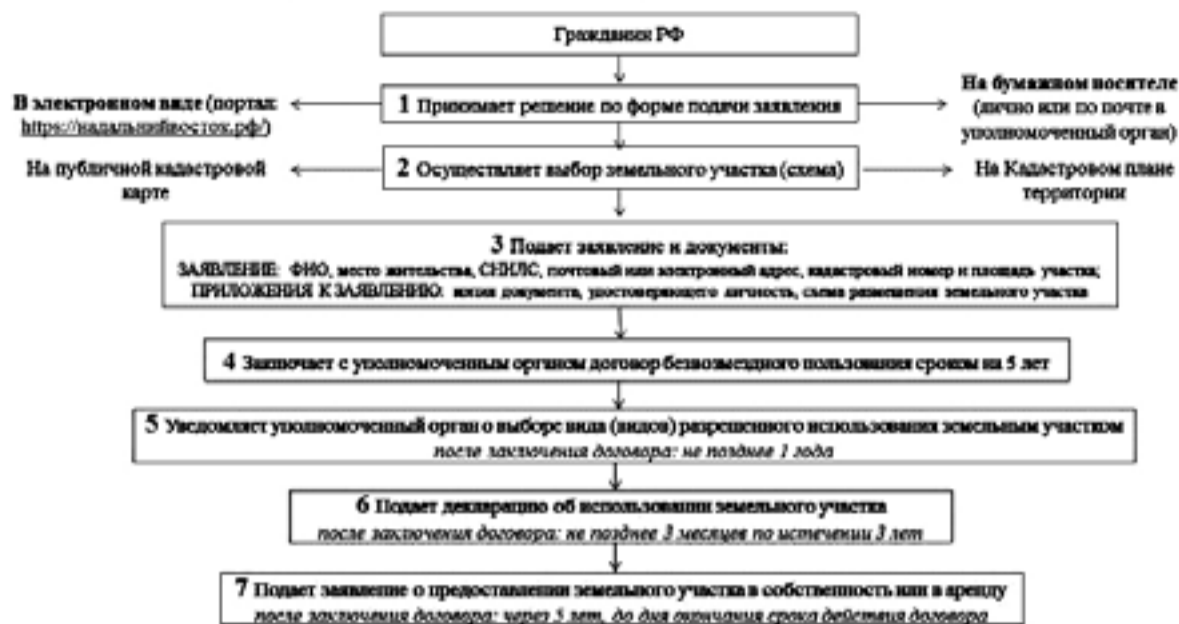 Гражданин РФ
В электронном виде (портал:
https://надальнийвосток.рф/)
1 Принимает решение по форме подачи заявления
На бумажном носителе
(лично или по почте в
уполномоченный орган)
На публичной кадастровой
карте
2 Осуществляет выбор земельного участка (схема)
На Кадастровом плане
территории
3 Подает заявление и документы:
ЗАЯВЛЕНИЕ: ФИО, место жительства, СНИЛС, почтовый или электронный адрес, кадастровый номер и площадь участка;
ПРИЛОЖЕНИЯ К ЗАЯВЛЕНИЮ: копия документа, удостоверяющего личность, схема размещения земельного участка
4 Заключает с уполномоченным органом договор безвозмездного пользования сроком на 5 лет
5 Уведомляет уполномоченный орган о выборе вида (видов) разрешенного использования земельным участком
после заключения договора: не позднее 1 года
6 Подает декларацию об использовании земельного участка
после заключения договора: не позднее 3 месяцев по истечении 3 лет
7 Подает заявление о предоставлении земельного участка в собственность или в аренду
после заключения договора: через 5 лет, до дня окончания срока действия договора